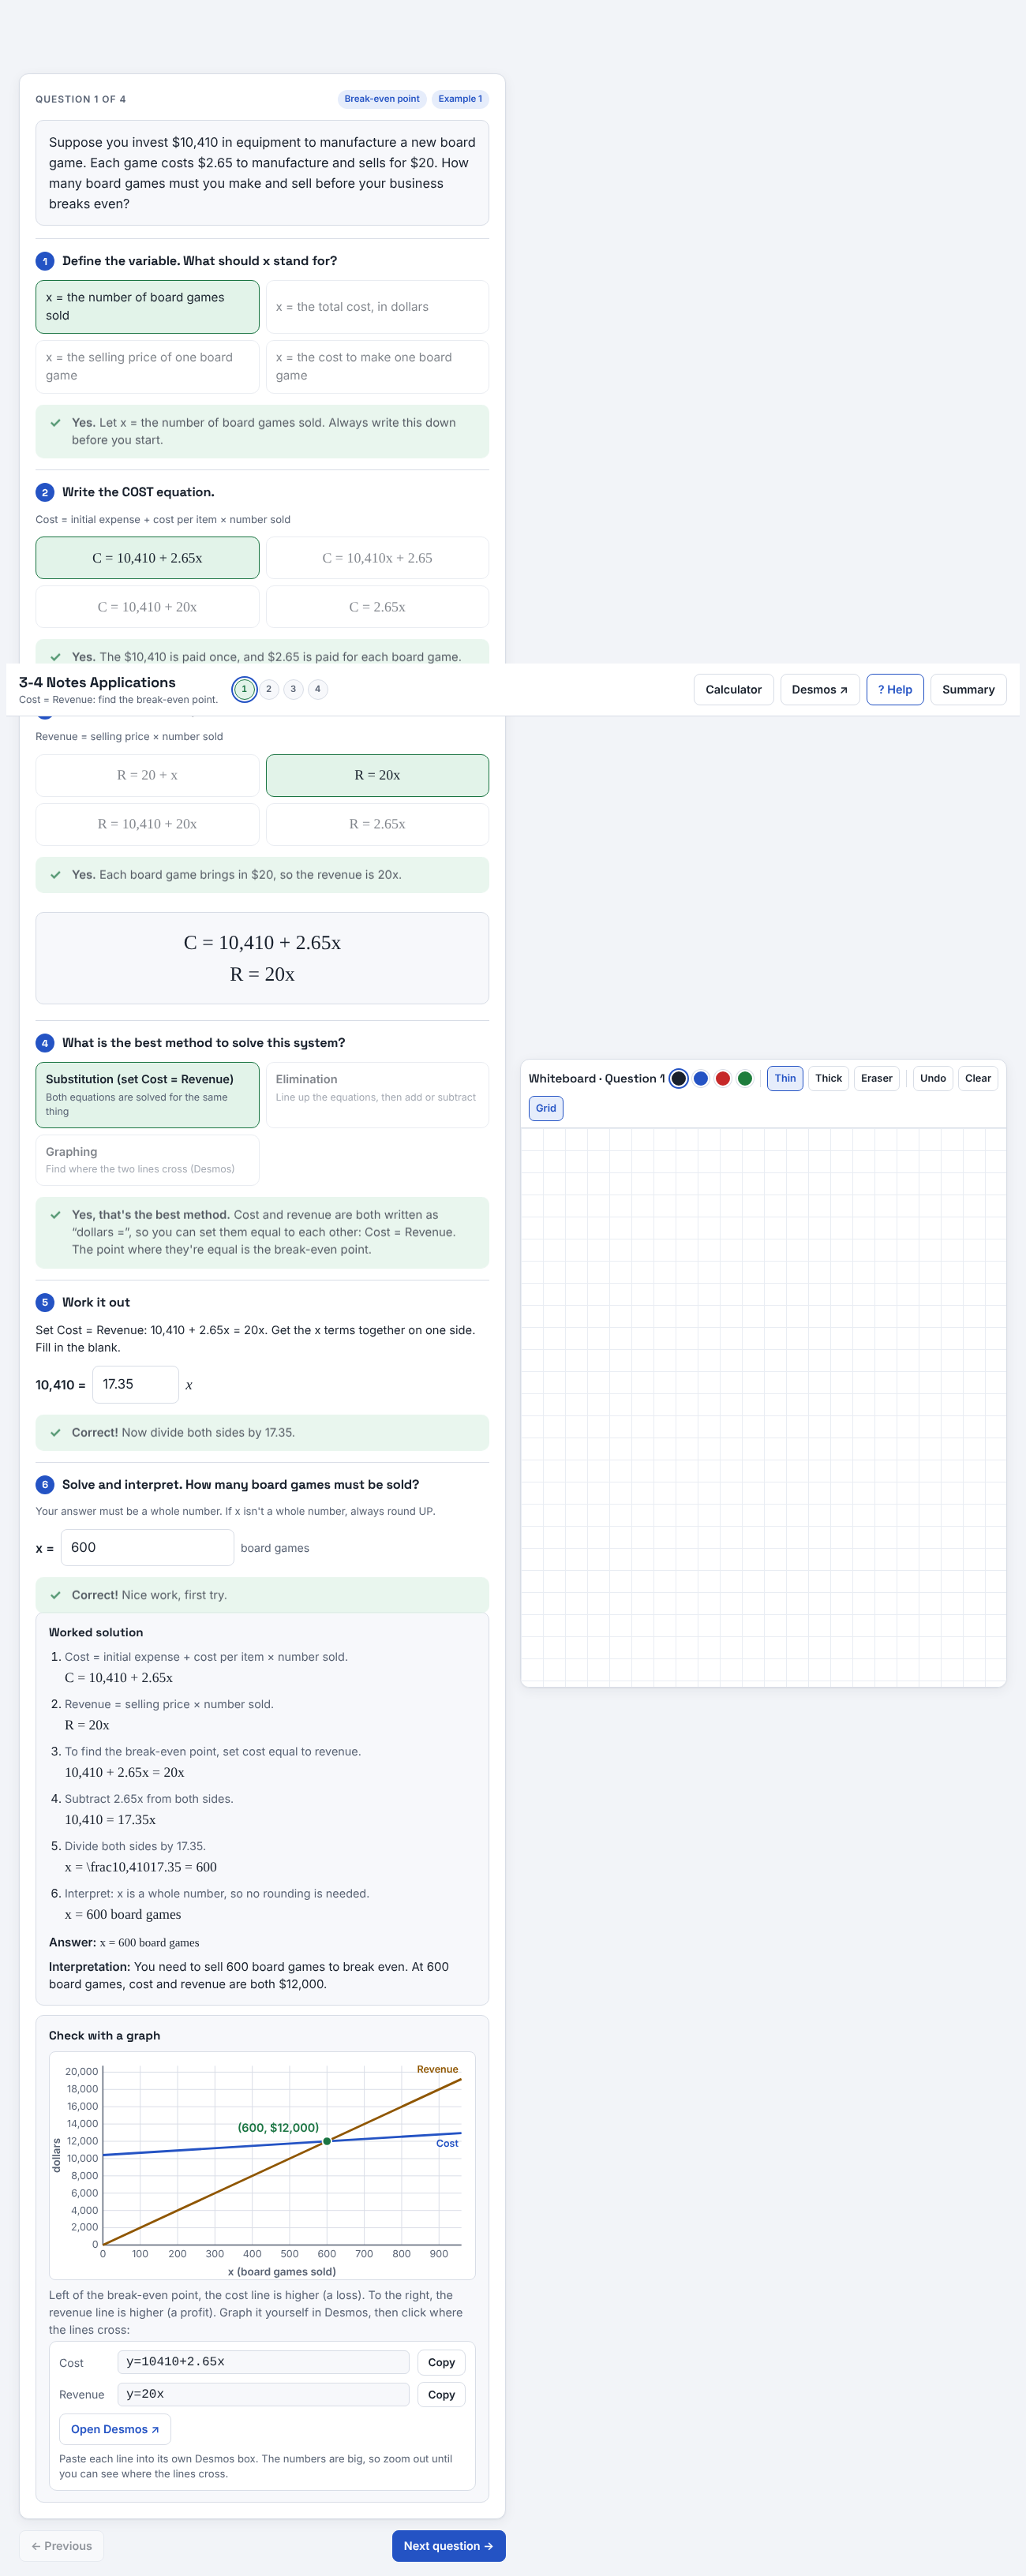 QUESTION 1 OF 4
Break-even point
Example 1
Suppose you invest $10,410 in equipment to manufacture a new board
game. Each game costs $2.65 to manufacture and sells for $20. How
many board games must you make and sell before your business
breaks even?
1 Define the variable. What should x stand for?
x = the number of board games
sold
x = the total cost, in dollars
x = the selling price of one board
game
x = the cost to make one board
game
✓ Yes. Let x = the number of board games sold. Always write this down
before you start.
2 Write the COST equation.
Cost = initial expense + cost per item × number sold
C = 10,410 + 2.65x
C = 10,410x + 2.65
C = 10,410 + 20x
C = 2.65x
✓ Yes. The $10,410 is paid once, and $2.65 is paid for each board game.
3-4 Notes Applications
Cost = Revenue: find the break-even point.
1 2 3 4
Calculator
Desmos ↗
? Help
Summary
Revenue = selling price × number sold
R = 20 + x
R = 20x
R = 10,410 + 20x
R = 2.65x
✓ Yes. Each board game brings in $20, so the revenue is 20x.
C = 10,410 + 2.65x
R = 20x
4 What is the best method to solve this system?
Substitution (set Cost = Revenue)
Both equations are solved for the same
thing
Elimination
Line up the equations, then add or subtract
Graphing
Find where the two lines cross (Desmos)
✓ Yes, that's the best method. Cost and revenue are both written as
“dollars =”, so you can set them equal to each other: Cost = Revenue.
The point where they're equal is the break-even point.
5 Work it out
Set Cost = Revenue: 10,410 + 2.65x = 20x. Get the x terms together on one side.
Fill in the blank.
10,410 = 17.35 x
✓ Correct! Now divide both sides by 17.35.
6 Solve and interpret. How many board games must be sold?
Your answer must be a whole number. If x isn't a whole number, always round UP.
x = 600 board games
✓ Correct! Nice work, first try.
Worked solution
1. Cost = initial expense + cost per item × number sold.
C = 10,410 + 2.65x
2. Revenue = selling price × number sold.
R = 20x
3. To find the break-even point, set cost equal to revenue.
10,410 + 2.65x = 20x
4. Subtract 2.65x from both sides.
10,410 = 17.35x
5. Divide both sides by 17.35.
x = \frac10,41017.35 = 600
6. Interpret: x is a whole number, so no rounding is needed.
x = 600 board games
Answer: x = 600 board games
Interpretation: You need to sell 600 board games to break even. At 600
board games, cost and revenue are both $12,000.
Check with a graph
20,000
18,000
16,000
14,000
12,000
10,000
8,000
6,000
4,000
2,000
0
dollars
Revenue
(600, $12,000)
Cost
0 100 200 300 400 500 600 700 800 900
x (board games sold)
Left of the break-even point, the cost line is higher (a loss). To the right, the
revenue line is higher (a profit). Graph it yourself in Desmos, then click where
the lines cross:
Cost y=10410+2.65x Copy
Revenue y=20x Copy
Open Desmos ↗
Paste each line into its own Desmos box. The numbers are big, so zoom out until
you can see where the lines cross.
← Previous
Next question →
Whiteboard · Question 1
Thin
Thick
Eraser
Undo
Clear
Grid